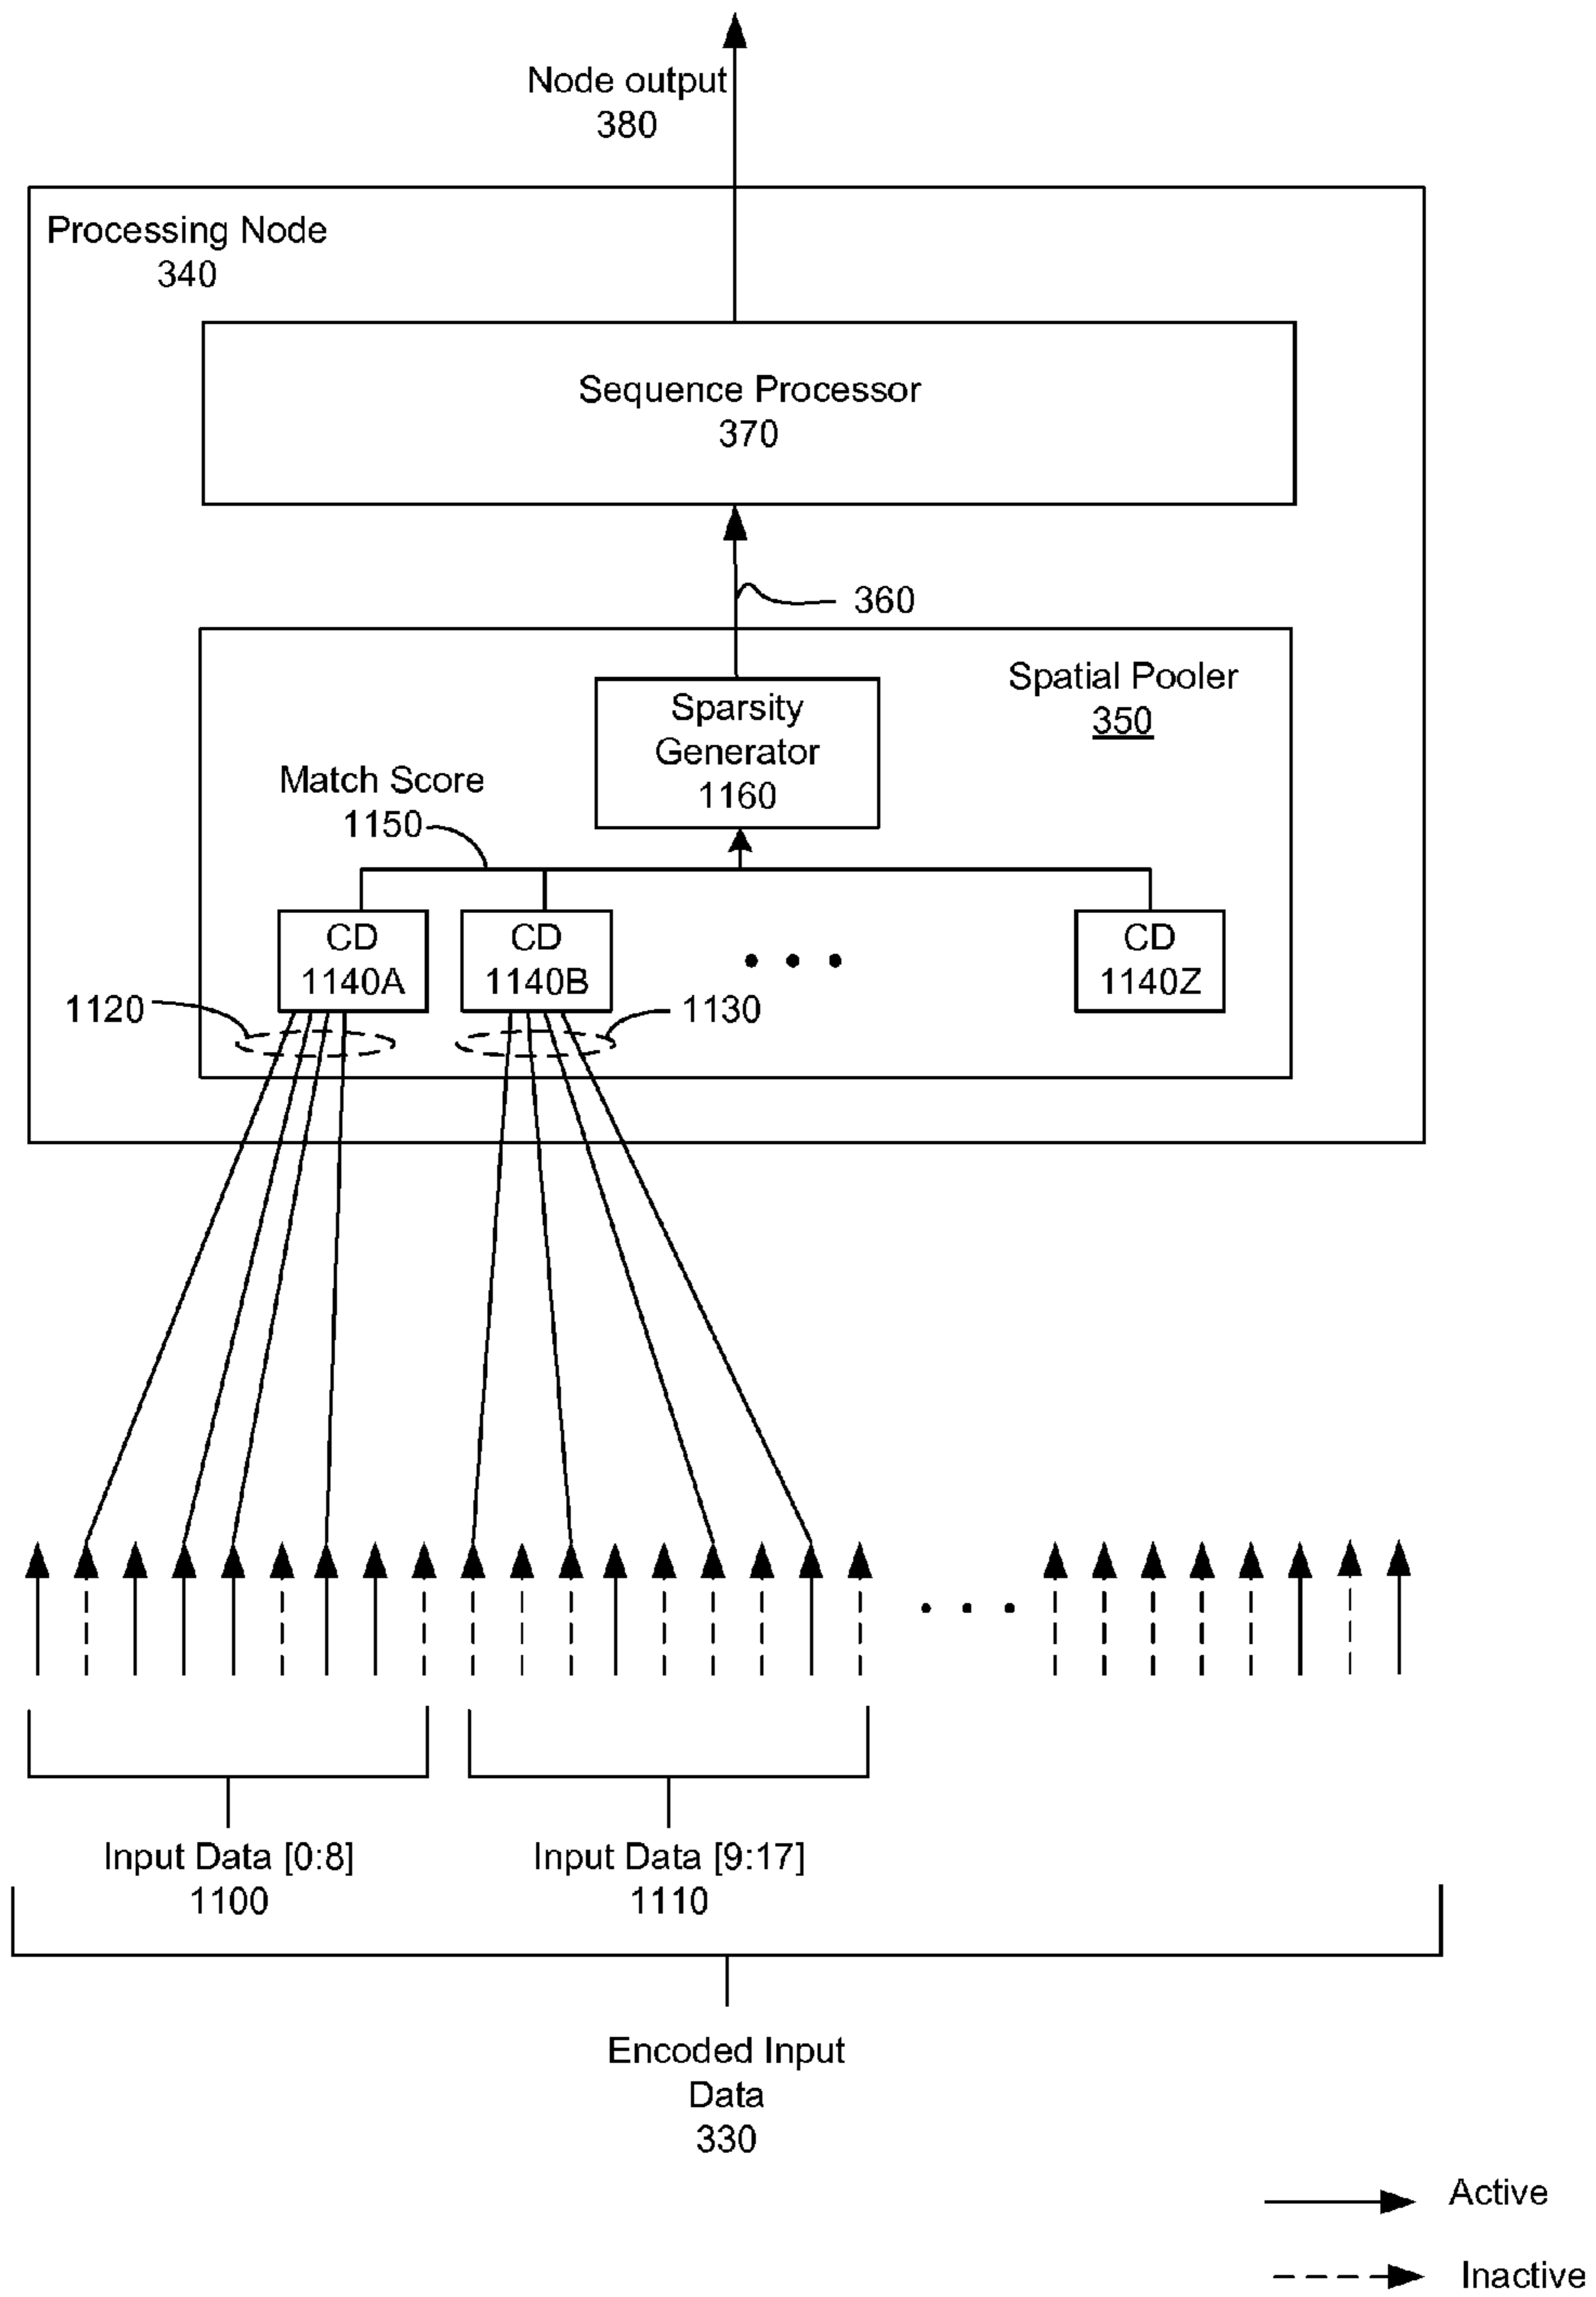 Node output
380
Processing Node
340
Sequence Processor
370
360
Spatial Pooler
350
Sparsity
Generator
1160
Match Score
1150
CD
1140A
CD
1140B
CD
1140Z
1120
1130
Input Data [0:8]
1100
Input Data [9:17]
1110
Encoded Input
Data
330
Active
Inactive